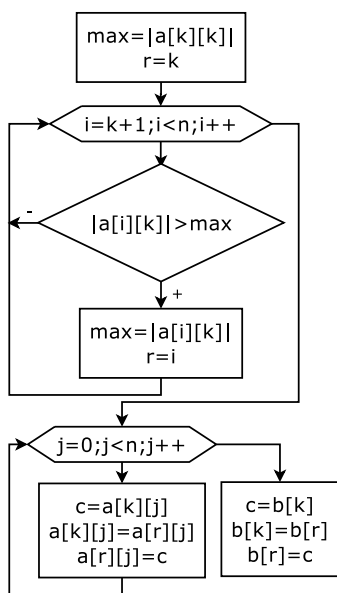 max=|a[k][k]|
r=k
i=k+1;i<n;i++
|a[i][k]|>max
-
+
max=|a[i][k]|
r=i
j=0;j<n;j++
c=a[k][j]
a[k][j]=a[r][j]
a[r][j]=c
c=b[k]
b[k]=b[r]
b[r]=c